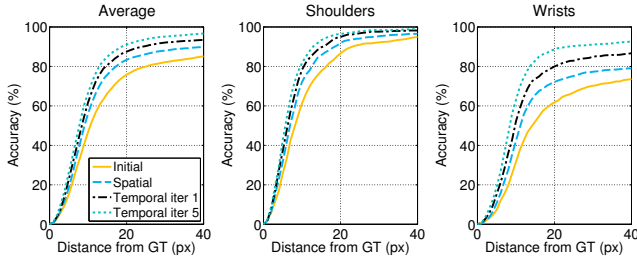 Average
Shoulders
Wrists
Accuracy (%)
100
80
60
40
20
0
0
20
40
Distance from GT (px)
Initial
Spatial
Temporal iter 1
Temporal iter 5
Accuracy (%)
100
80
60
40
20
0
0
20
40
Distance from GT (px)
Accuracy (%)
100
80
60
40
20
0
0
20
40
Distance from GT (px)